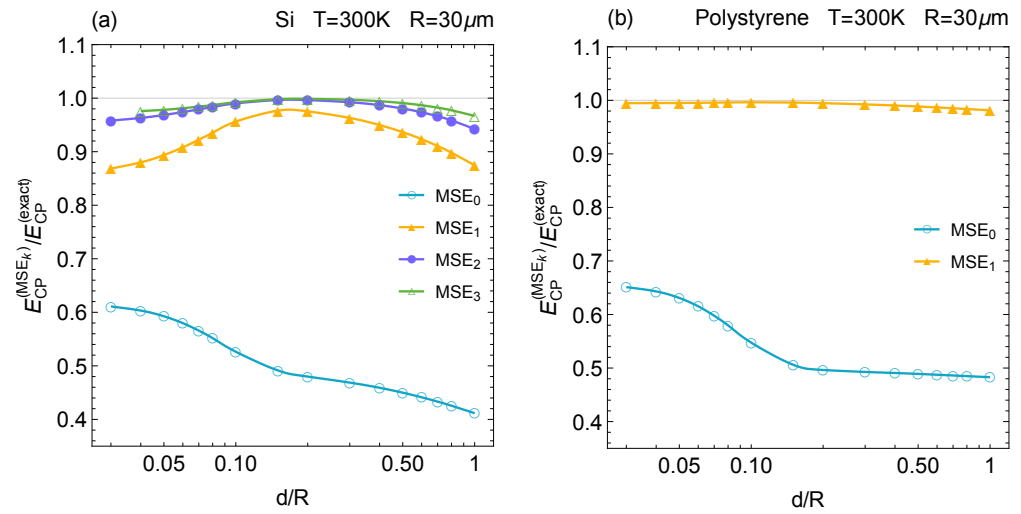 (a) Si T=300K R=30μm
1.1
1.0
0.9
0.8
0.7
0.6
0.5
0.4
E_CP^(MSE_k)/E_CP^(exact)
MSE₀
MSE₁
MSE₂
MSE₃
0.05 0.10 0.50 1
d/R
(b) Polystyrene T=300K R=30μm
1.1
1.0
0.9
0.8
0.7
0.6
0.5
0.4
E_CP^(MSE_k)/E_CP^(exact)
MSE₀
MSE₁
0.05 0.10 0.50 1
d/R